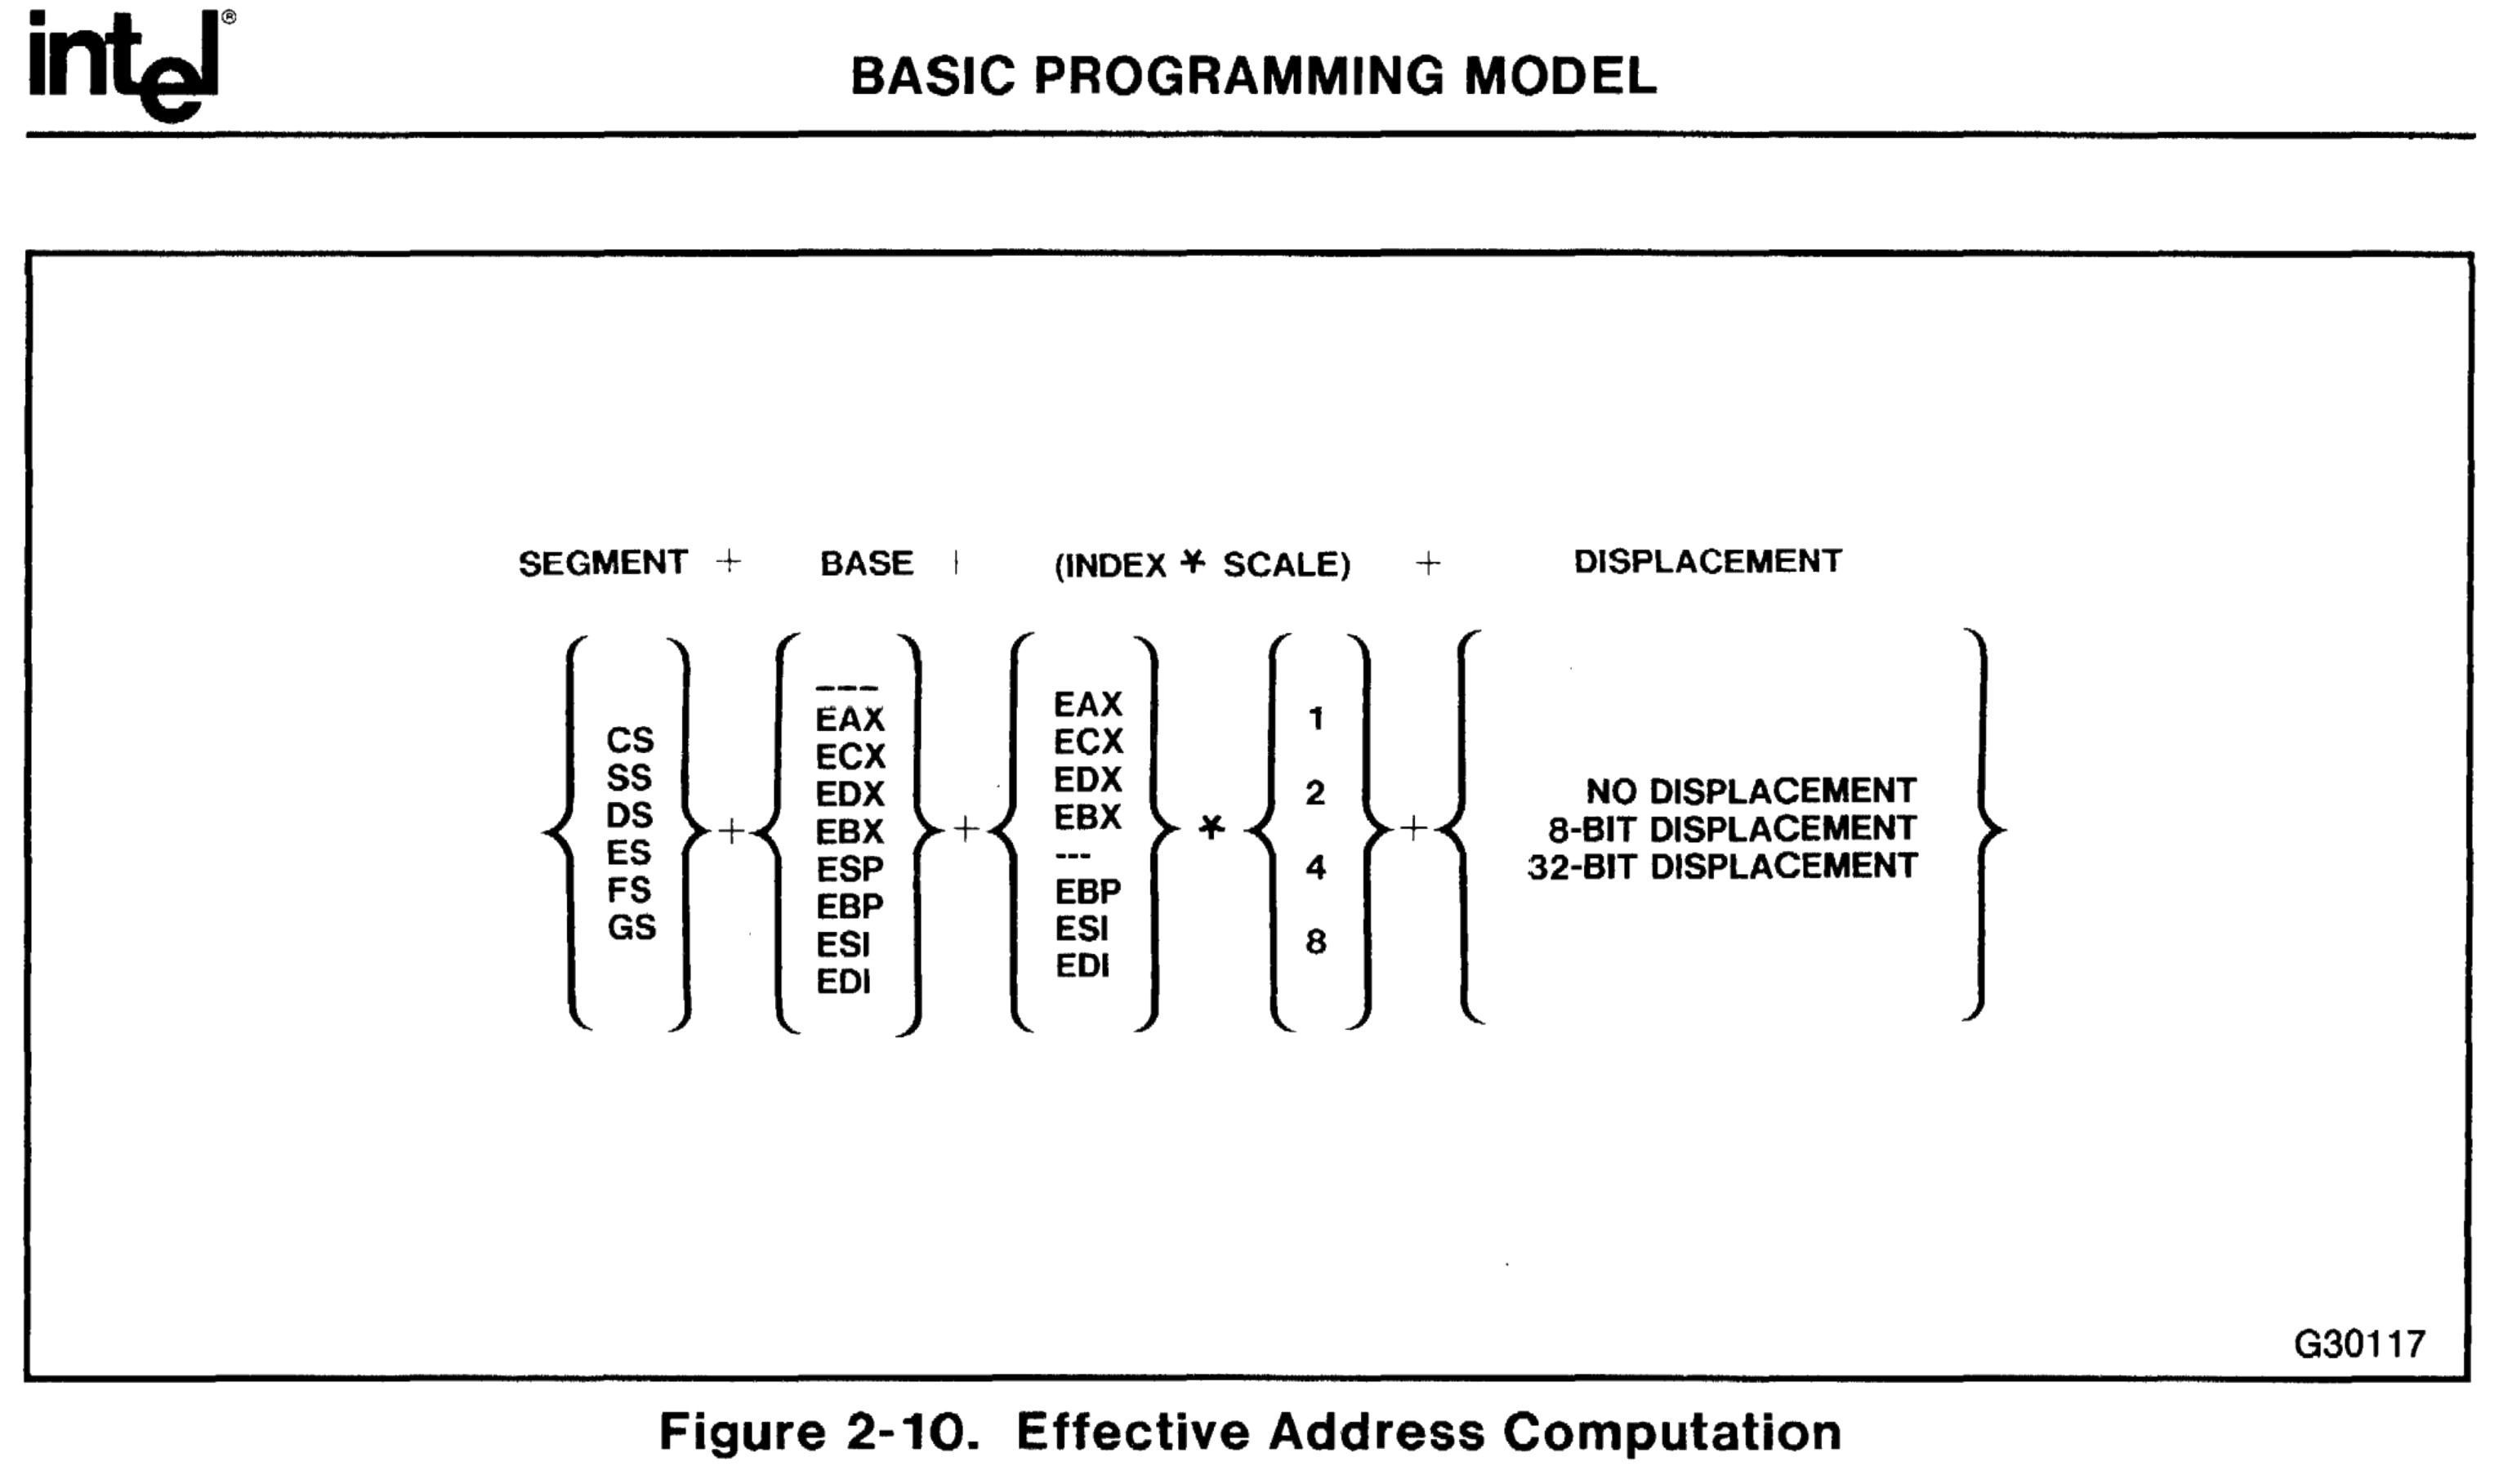 intel®
BASIC PROGRAMMING MODEL
SEGMENT + BASE | (INDEX * SCALE) + DISPLACEMENT
CS
SS
DS
ES
FS
GS
+
---
EAX
ECX
EDX
EBX
ESP
EBP
ESI
EDI
+
EAX
ECX
EDX
EBX
---
EBP
ESI
EDI
*
1
2
4
8
+
NO DISPLACEMENT
8-BIT DISPLACEMENT
32-BIT DISPLACEMENT
G30117
Figure 2-10. Effective Address Computation